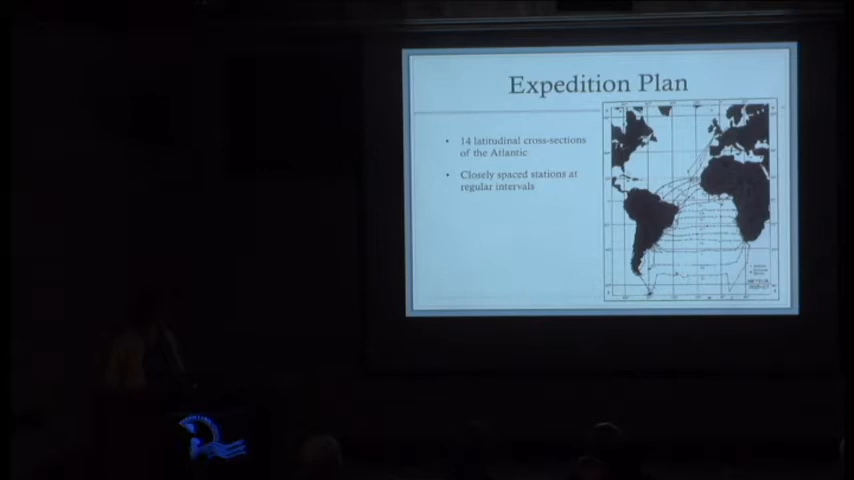 Expedition Plan
• 14 latitudinal cross-sections
of the Atlantic
• Closely spaced stations at
regular intervals